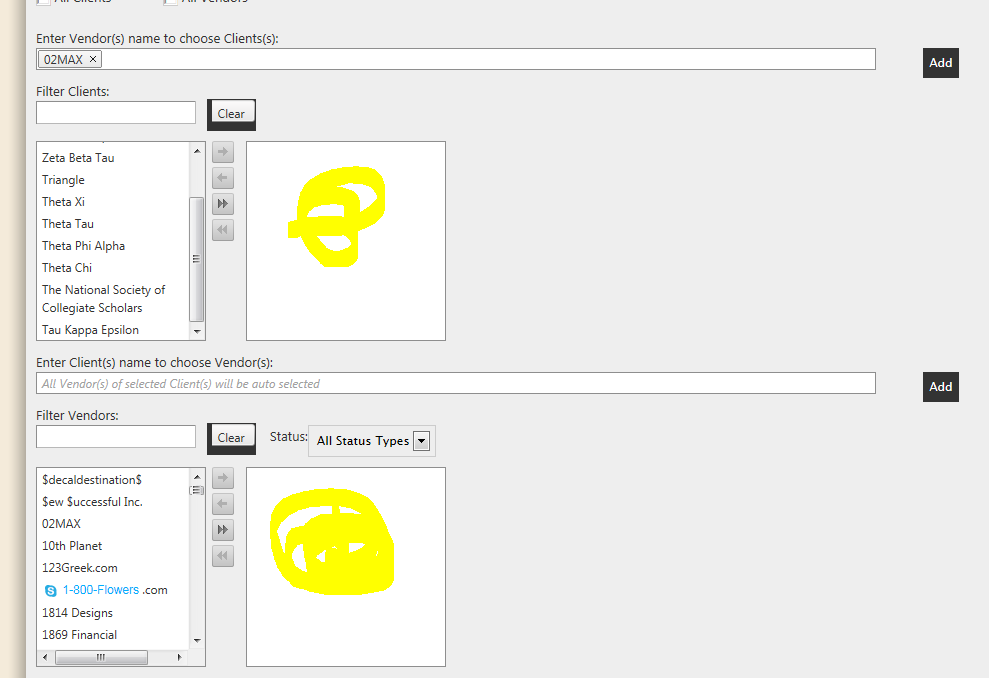 All Clients All Vendors
Enter Vendor(s) name to choose Clients(s):
02MAX ×
Add
Filter Clients:
Clear
Zeta Beta Tau
Triangle
Theta Xi
Theta Tau
Theta Phi Alpha
Theta Chi
The National Society of
Collegiate Scholars
Tau Kappa Epsilon
Enter Client(s) name to choose Vendor(s):
All Vendor(s) of selected Client(s) will be auto selected
Add
Filter Vendors:
Clear
Status: All Status Types
$decaldestination$
$ew $uccessful Inc.
02MAX
10th Planet
123Greek.com
1-800-Flowers .com
1814 Designs
1869 Financial